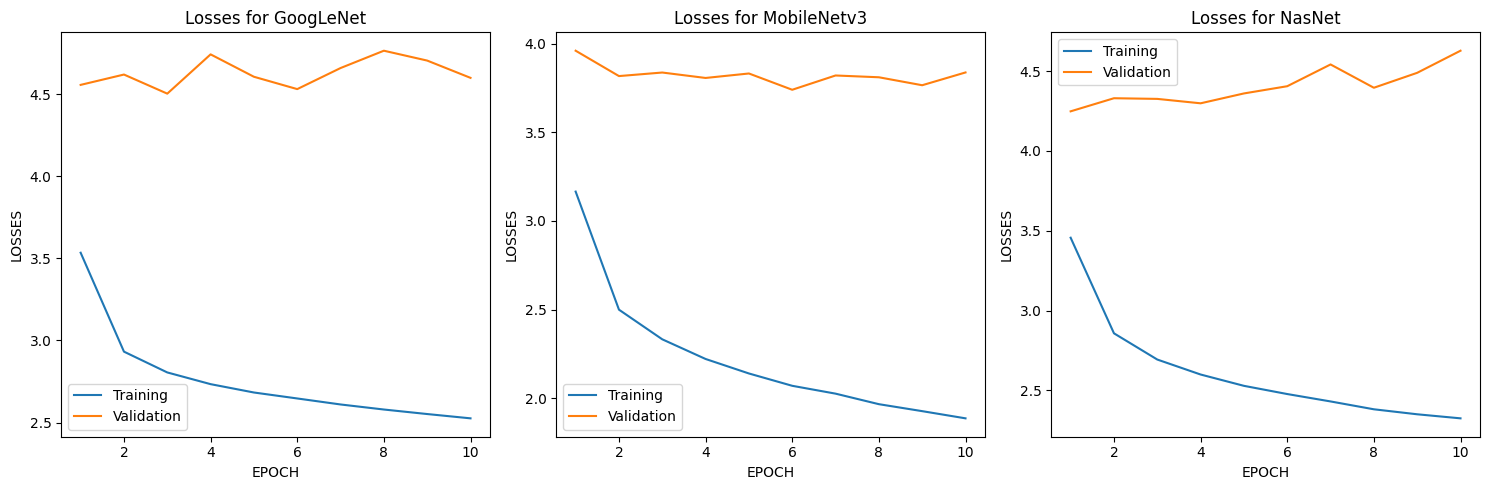 Losses for GoogLeNet
LOSSES
4.5
4.0
3.5
3.0
2.5
Training
Validation
2 4 6 8 10
EPOCH
Losses for MobileNetv3
LOSSES
4.0
3.5
3.0
2.5
2.0
Training
Validation
2 4 6 8 10
EPOCH
Losses for NasNet
Training
Validation
LOSSES
4.5
4.0
3.5
3.0
2.5
2 4 6 8 10
EPOCH